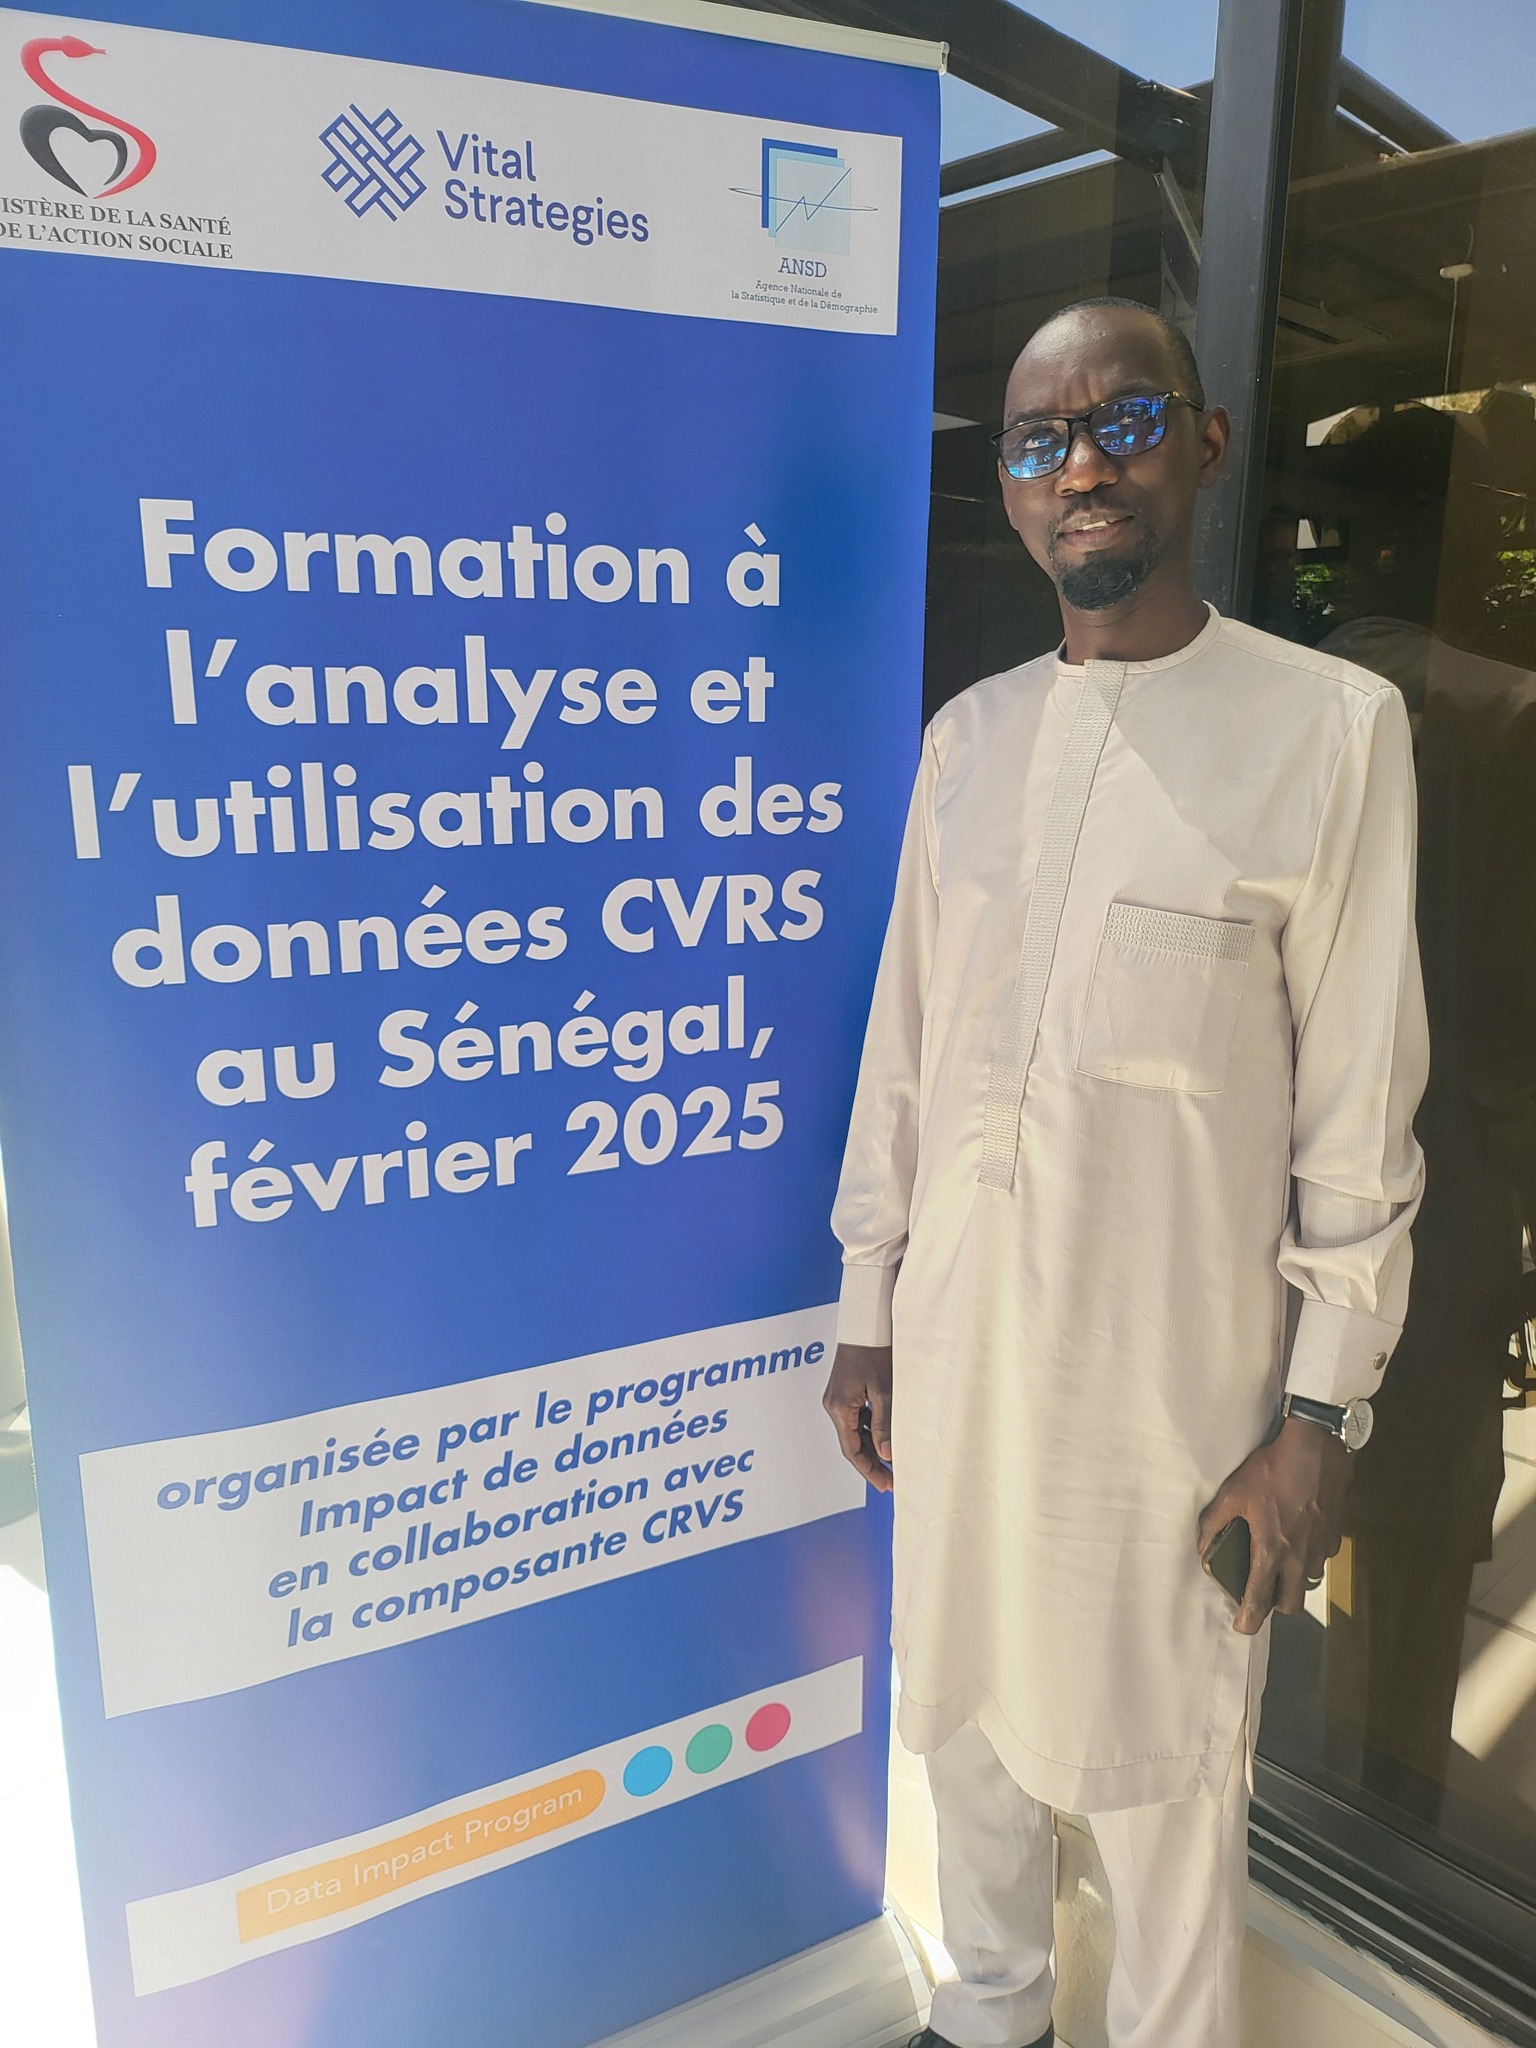 ISTÈRE DE LA SANTÉ
DE L'ACTION SOCIALE
Vital
Strategies
ANSD
Agence Nationale de
la Statistique et de la Démographie
Formation à
l'analyse et
l'utilisation des
données CVRS
au Sénégal,
février 2025
organisée par le programme
Impact de données
en collaboration avec
la composante CRVS
Data Impact Program